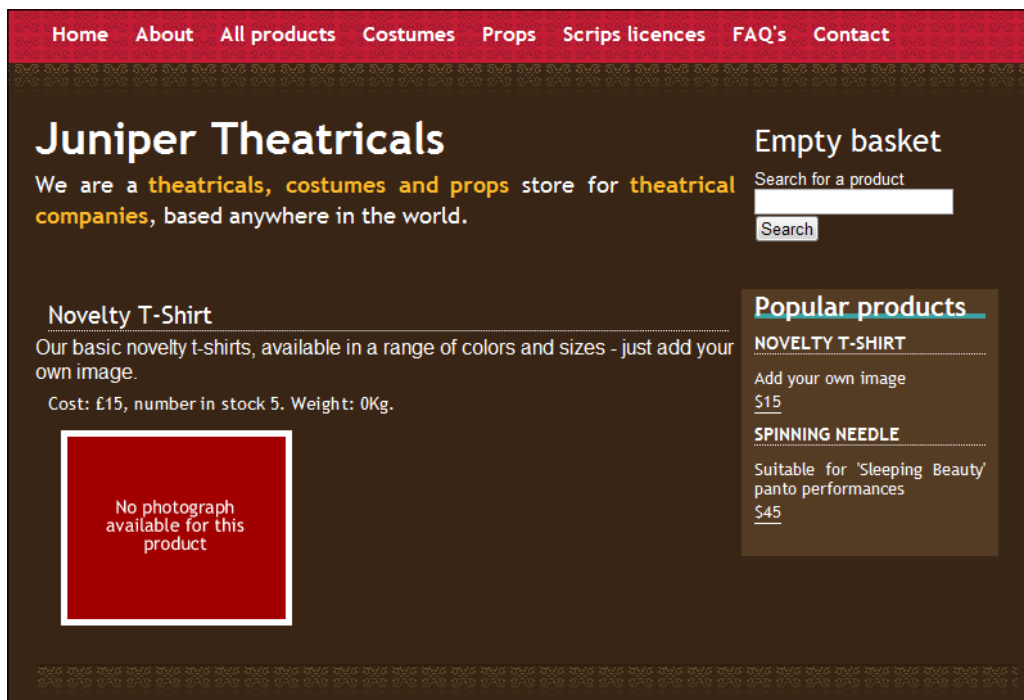 Home About All products Costumes Props Scrips licences FAQ's Contact
Juniper Theatricals
We are a theatricals, costumes and props store for theatrical
companies, based anywhere in the world.
Empty basket
Search for a product
Search
Novelty T-Shirt
Our basic novelty t-shirts, available in a range of colors and sizes - just add your
own image.
Cost: £15, number in stock 5. Weight: 0Kg.
No photograph
available for this
product
Popular products
NOVELTY T-SHIRT
Add your own image
$15
SPINNING NEEDLE
Suitable for 'Sleeping Beauty'
panto performances
$45